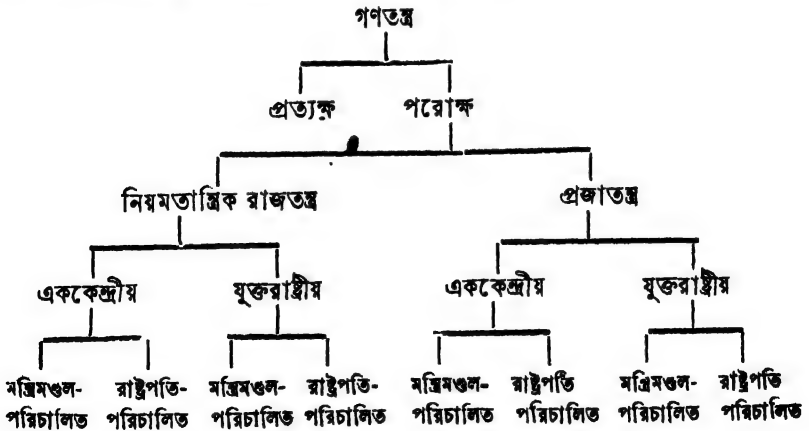 গণতন্ত্র
প্রত্যক্ষ পরোক্ষ
নিয়মতান্ত্রিক রাজতন্ত্র প্রজাতন্ত্র
এককেন্দ্রীয় যুক্তরাষ্ট্রীয় এককেন্দ্রীয় যুক্তরাষ্ট্রীয়
মন্ত্রিমণ্ডল- রাষ্ট্রপতি- মন্ত্রিমণ্ডল- রাষ্ট্রপতি- মন্ত্রিমণ্ডল- রাষ্ট্রপতি মন্ত্রিমণ্ডল- রাষ্ট্রপতি
পরিচালিত পরিচালিত পরিচালিত পরিচালিত পরিচালিত পরিচালিত পরিচালিত পরিচালিত